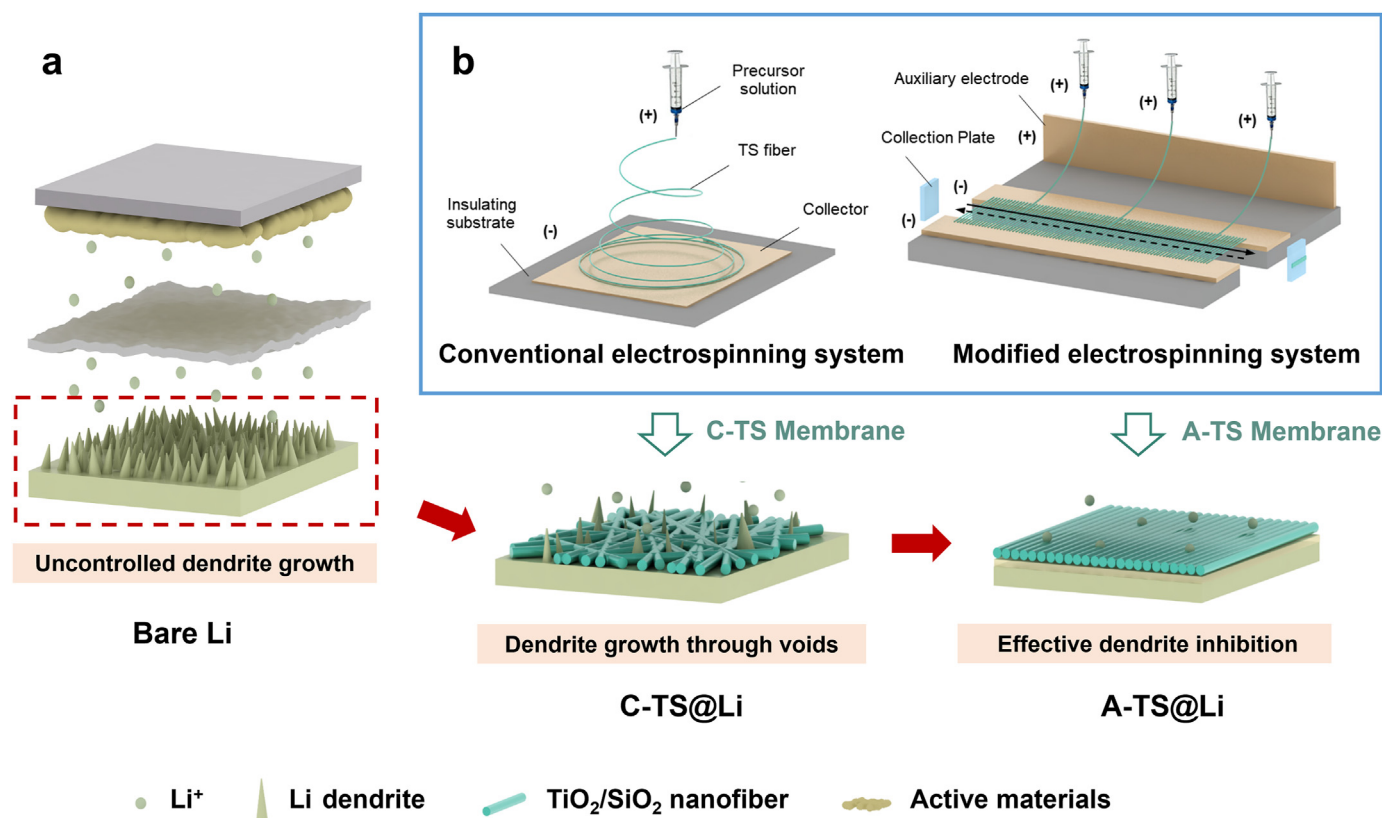 a
Uncontrolled dendrite growth
Bare Li
b
Precursor
solution
(+)
TS fiber
Insulating
substrate
(-)
Collector
Conventional electrospinning system
Auxiliary electrode
(+)
(+)
(+)
(+)
Collection Plate
(-)
(-)
Modified electrospinning system
C-TS Membrane
A-TS Membrane
Dendrite growth through voids
C-TS@Li
Effective dendrite inhibition
A-TS@Li
Li⁺
Li dendrite
TiO₂/SiO₂ nanofiber
Active materials